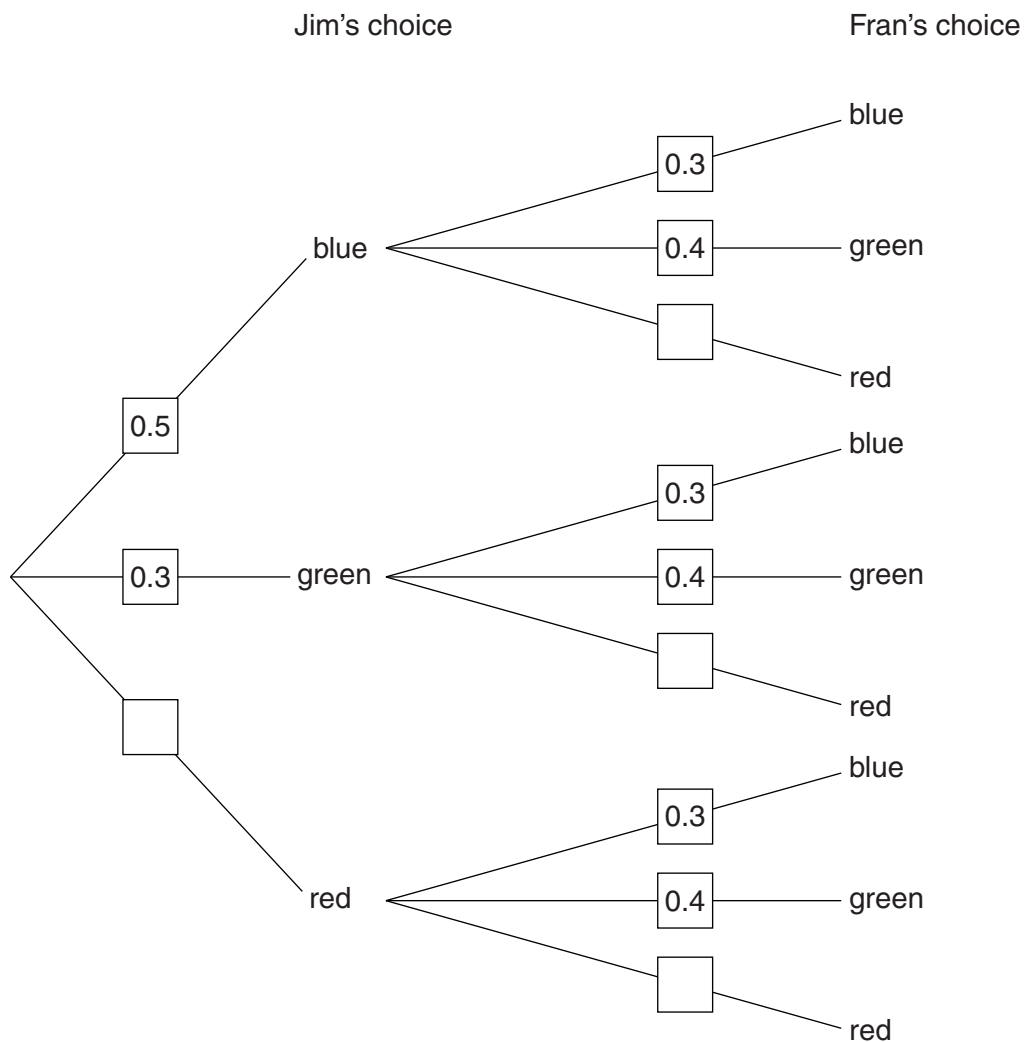 Jim's choice
Fran's choice
blue
0.3
blue
0.4
green
red
0.5
blue
0.3
0.3
green
0.4
green
red
blue
0.3
red
0.4
green
red